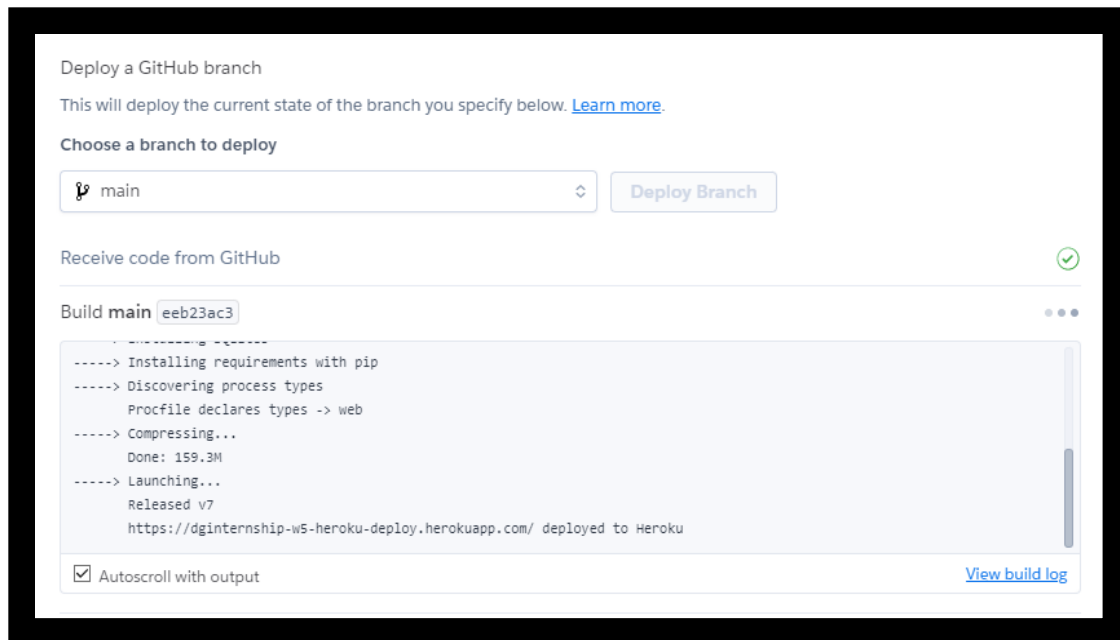 Deploy a GitHub branch
This will deploy the current state of the branch you specify below. Learn more.
Choose a branch to deploy
main
Deploy Branch
Receive code from GitHub
Build main eeb23ac3
-----> Installing requirements with pip
-----> Discovering process types
Procfile declares types -> web
-----> Compressing...
Done: 159.3M
-----> Launching...
Released v7
https://dginternship-w5-heroku-deploy.herokuapp.com/ deployed to Heroku
Autoscroll with output
View build log